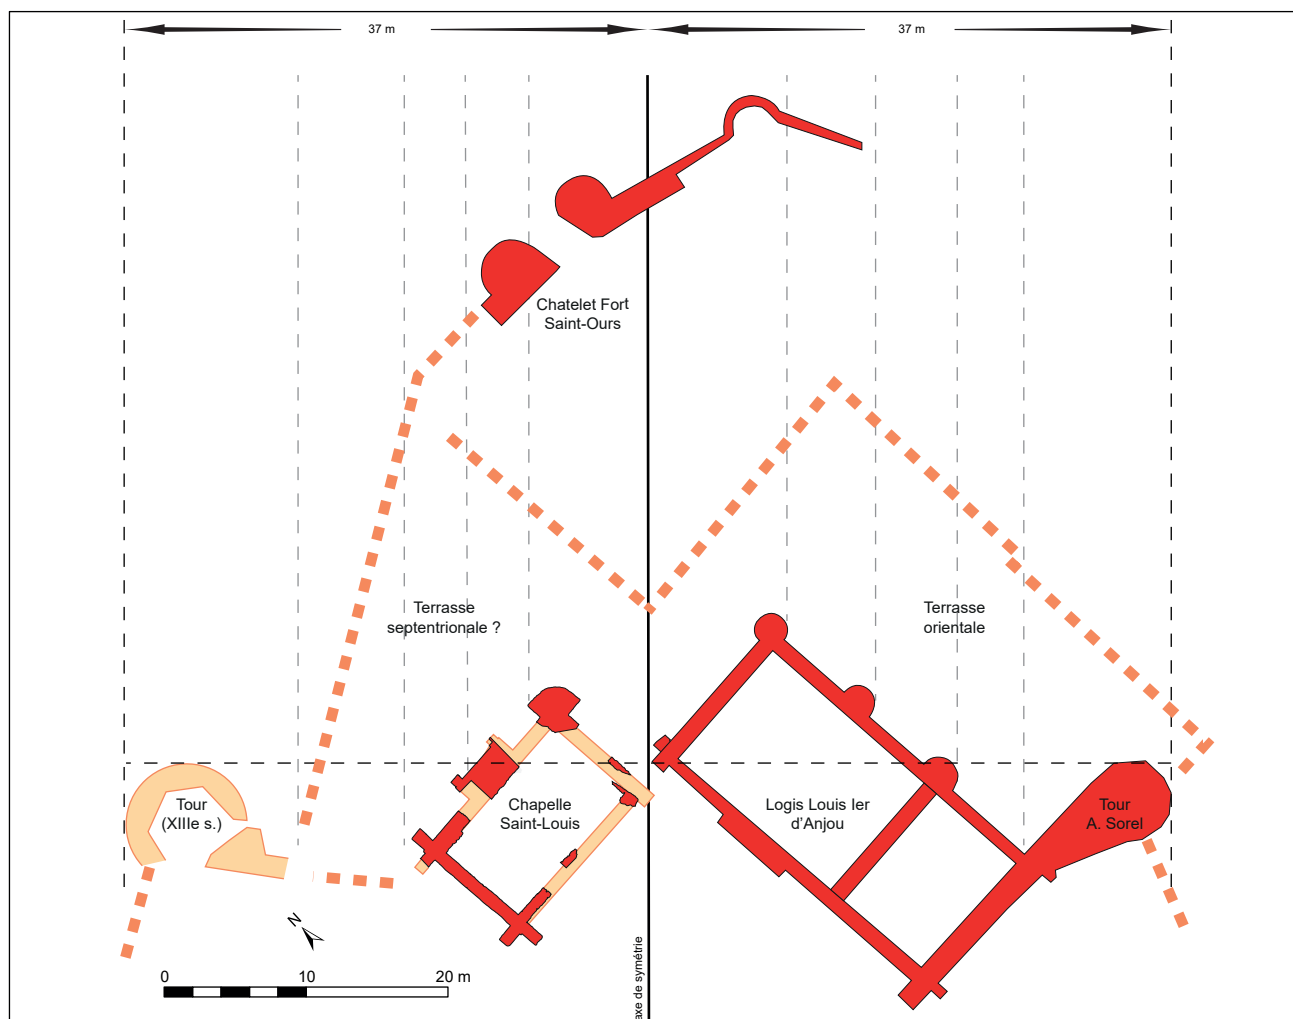 37 m
37 m
Chatelet Fort
Saint-Ours
Terrasse
septentrionale ?
Terrasse
orientale
Tour
(XIIIe s.)
Chapelle
Saint-Louis
Logis Louis Ier
d'Anjou
Tour
A. Sorel
N
axe de symétrie
0
10
20 m